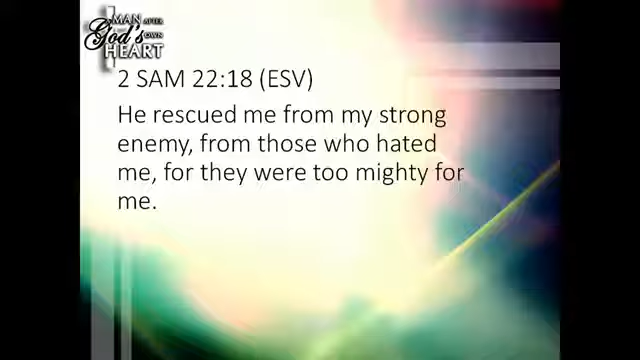 MAN AFTER
God's OWN
HEART
2 SAM 22:18 (ESV)
He rescued me from my strong
enemy, from those who hated
me, for they were too mighty for
me.